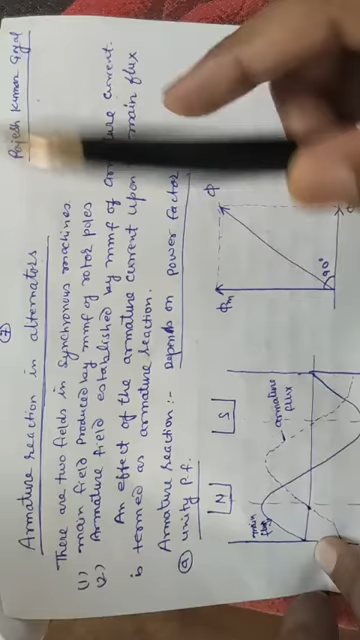 Rajesh Kumar Goyal
7
Armature reaction in alternators
There are two fields in Synchronous machines
(1) main field produced by mmf of rotor poles
(2) Armature field established by mmf of armature current.
An effect of the armature current upon main flux
is termed as armature reaction.
Armature reaction :- depends on power factor
(a) unity P.f.
N
S
main flux
armature flux
Φm
Φ
90°